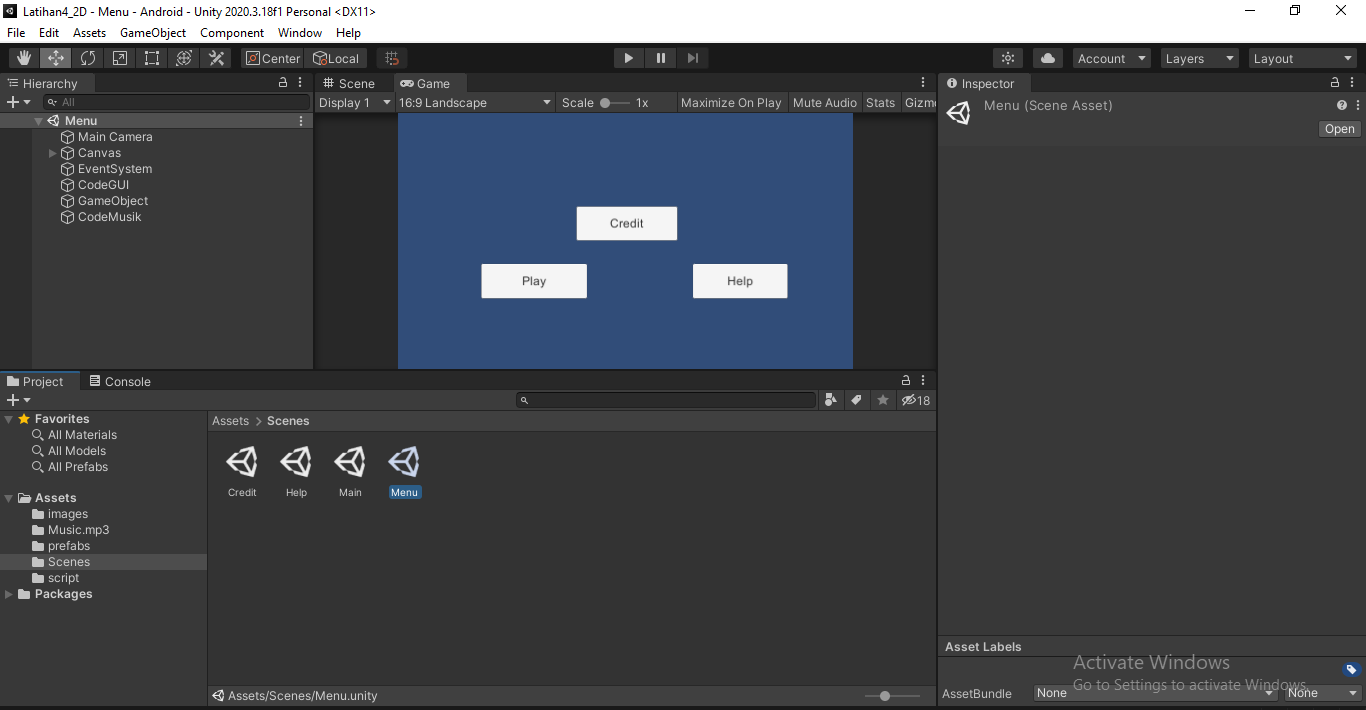 Latihan4_2D - Menu - Android - Unity 2020.3.18f1 Personal <DX11>
File Edit Assets GameObject Component Window Help
Center Local Account Layers Layout
Hierarchy
All
Menu
Main Camera
Canvas
EventSystem
CodeGUI
GameObject
CodeMusik
Scene Game
Display 1 16:9 Landscape Scale 1x Maximize On Play Mute Audio Stats Gizm
Credit
Play Help
Inspector
Menu (Scene Asset)
Open
Project Console
18
Favorites
All Materials
All Models
All Prefabs
Assets
images
Music.mp3
prefabs
Scenes
script
Packages
Assets > Scenes
Credit Help Main Menu
Assets/Scenes/Menu.unity
Asset Labels
Activate Windows
Go to Settings to activate Windows.
AssetBundle None None